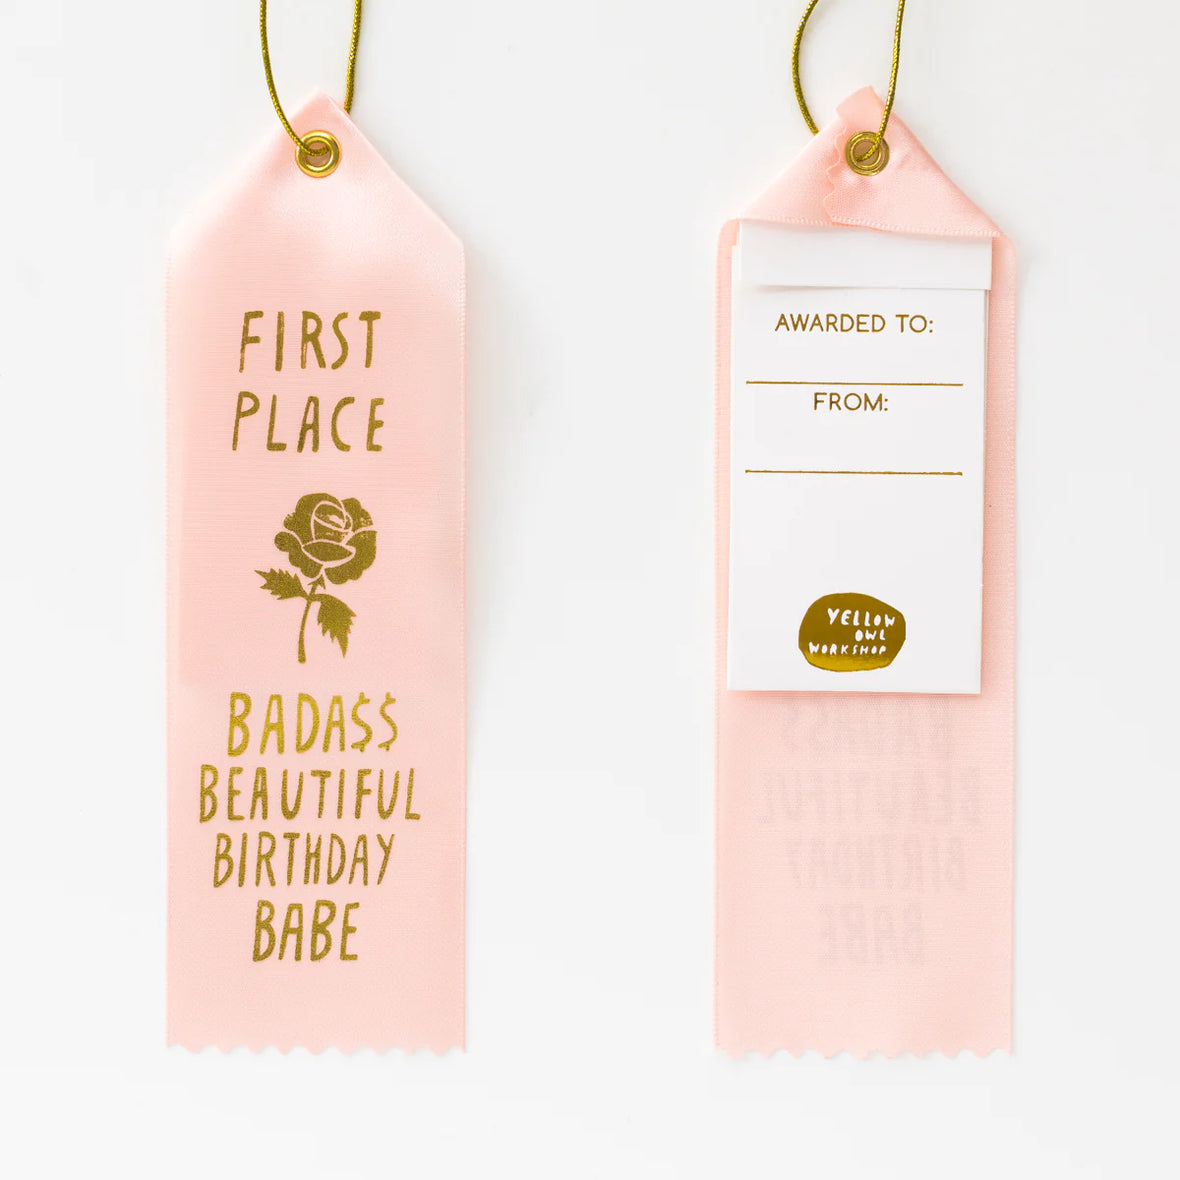 FIRST
PLACE
BADA$$
BEAUTIFUL
BIRTHDAY
BABE
AWARDED TO:
FROM:
YELLOW
OWL
WORKSHOP